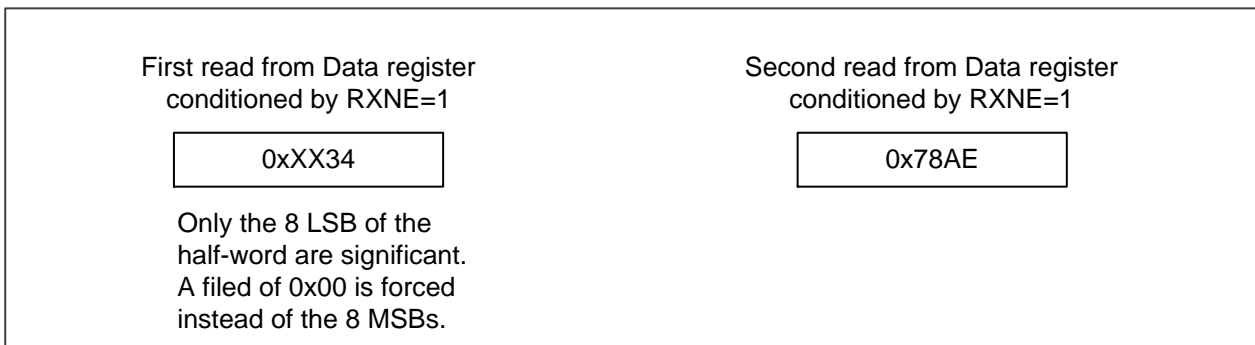 First read from Data register
conditioned by RXNE=1
0xXX34
Only the 8 LSB of the
half-word are significant.
A filed of 0x00 is forced
instead of the 8 MSBs.
Second read from Data register
conditioned by RXNE=1
0x78AE